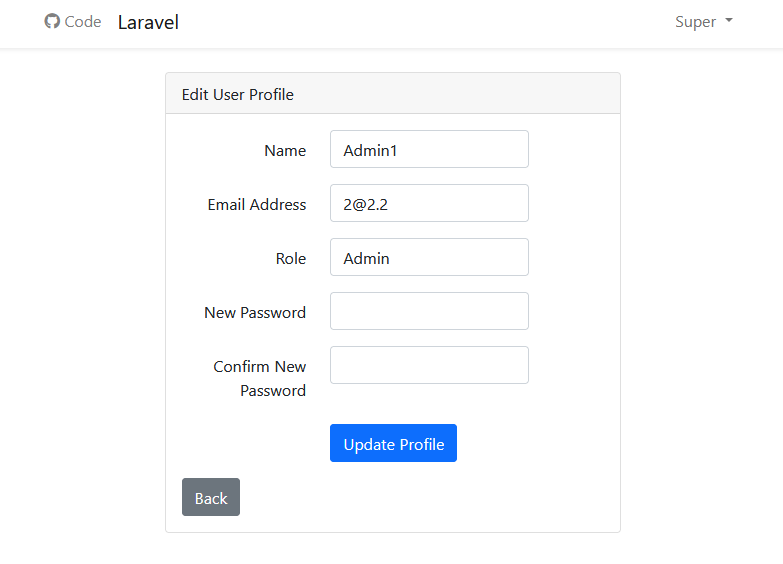 Code Laravel Super
Edit User Profile
Name Admin1
Email Address 2@2.2
Role Admin
New Password
Confirm New
Password
Update Profile
Back